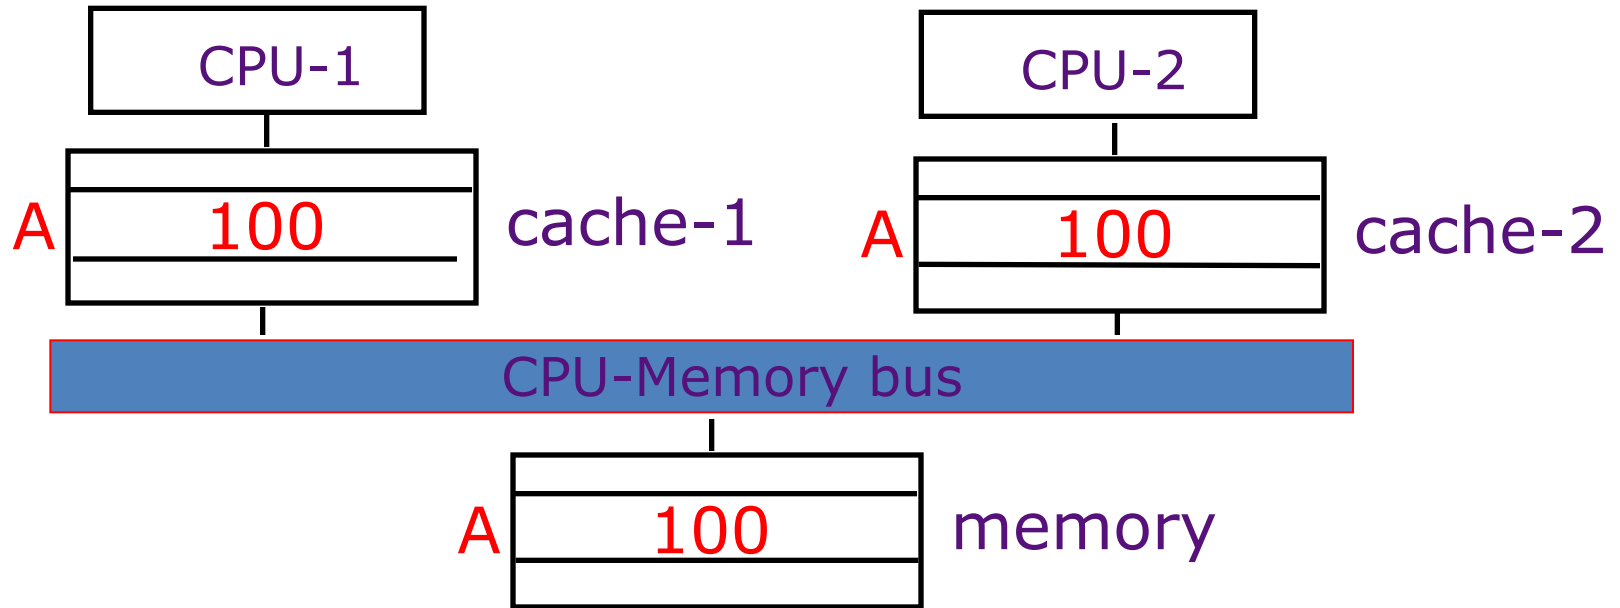 CPU-1
CPU-2
A 100 cache-1
A 100 cache-2
CPU-Memory bus
A 100 memory